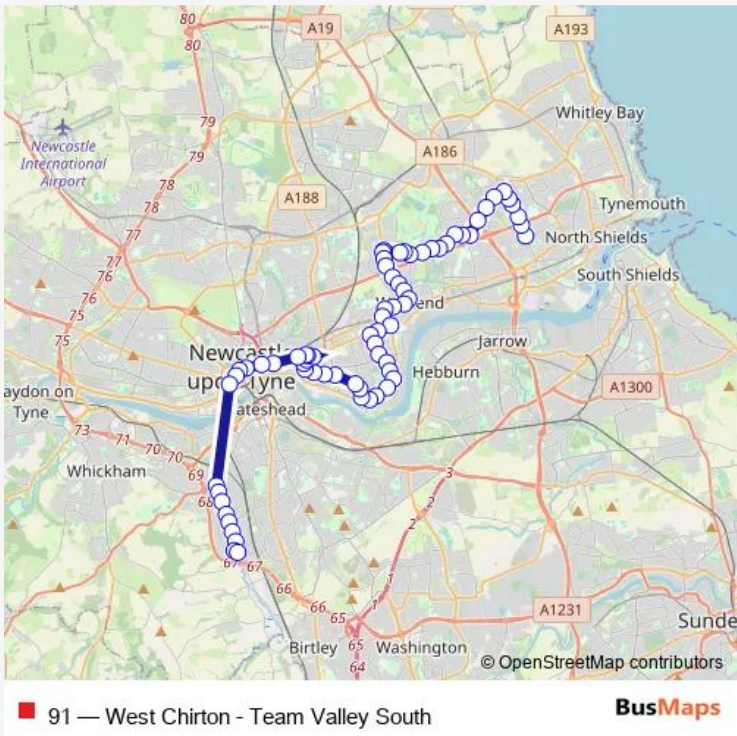 80
80
A19
A193
Whitley Bay
79
A186
Newcastle
International
Airport
79
78
A188
78
Tynemouth
77
North Shields
77
South Shields
76
76
75
Newcastle
Jarrow
Hebburn
A1300
aydon on
Tyne
ateshead
73
71
70
70
69
68
Whickham
3
2
2
67
67
66
66
65
1
1
A1231
65
64
Sunde
Birtley
Washington
© OpenStreetMap contributors
91 — West Chirton - Team Valley South
BusMaps